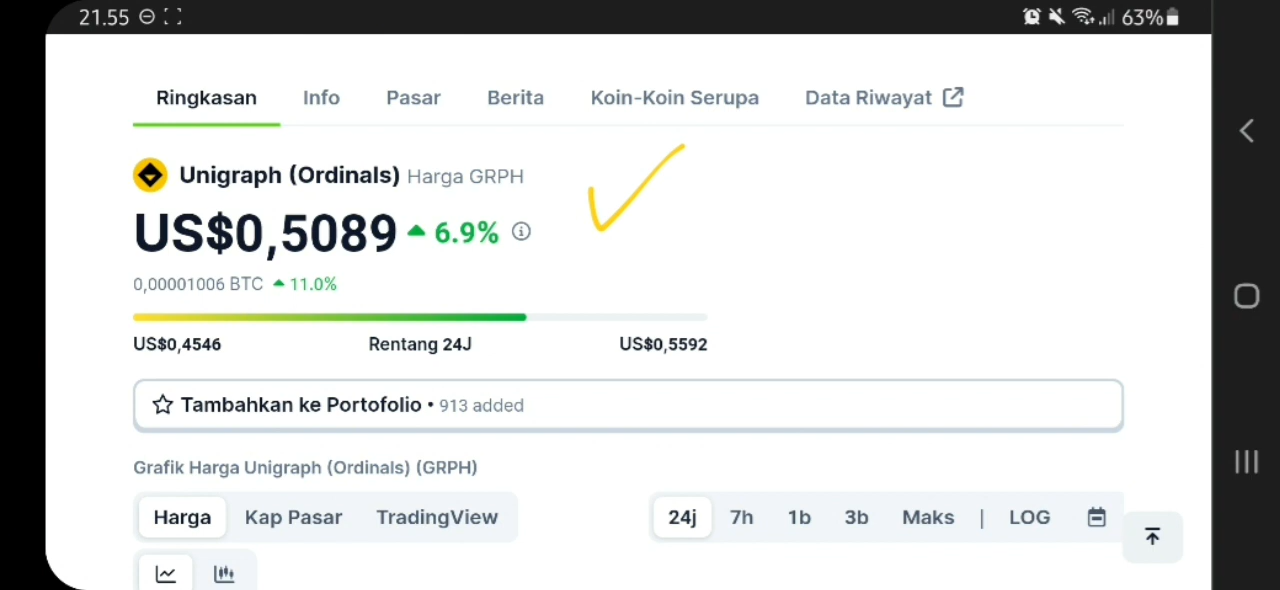 21.55
63%
Ringkasan Info Pasar Berita Koin-Koin Serupa Data Riwayat
Unigraph (Ordinals) Harga GRPH
US$0,5089 6.9%
0,00001006 BTC 11.0%
US$0,4546 Rentang 24J US$0,5592
Tambahkan ke Portofolio • 913 added
Grafik Harga Unigraph (Ordinals) (GRPH)
Harga Kap Pasar TradingView 24j 7h 1b 3b Maks | LOG